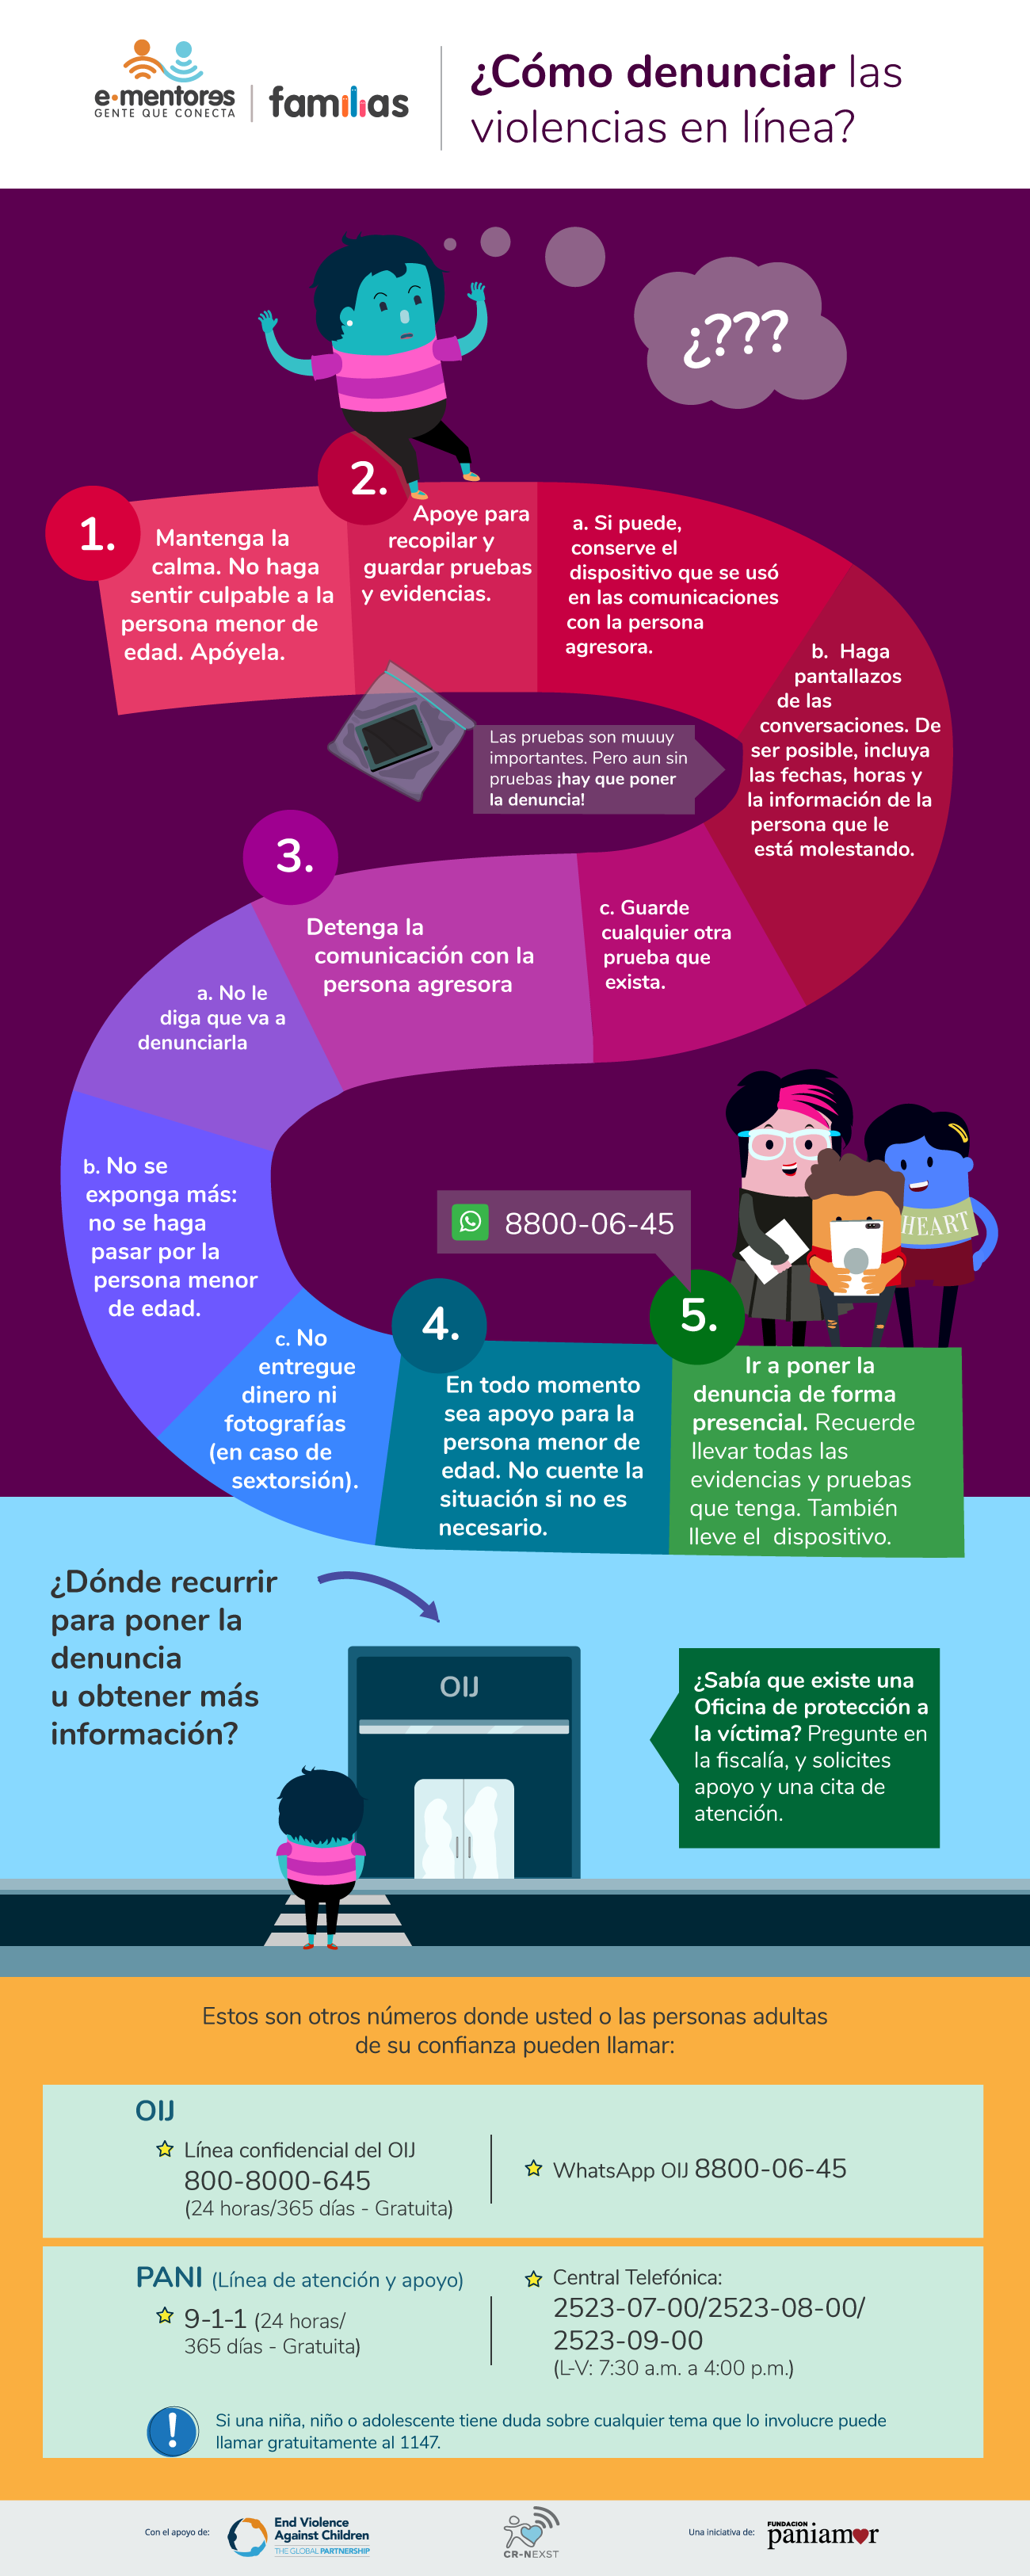 e·mentores
GENTE QUE CONECTA
familias
¿Cómo denunciar las
violencias en línea?
¿???
1.
Mantenga la
calma. No haga
sentir culpable a la
persona menor de
edad. Apóyela.
2.
Apoye para
recopilar y
guardar pruebas
y evidencias.
a. Si puede,
conserve el
dispositivo que se usó
en las comunicaciones
con la persona
agresora.
b. Haga
pantallazos
de las
conversaciones. De
ser posible, incluya
las fechas, horas y
la información de la
persona que le
está molestando.
Las pruebas son muuuy
importantes. Pero aun sin
pruebas ¡hay que poner
la denuncia!
c. Guarde
cualquier otra
prueba que
exista.
3.
Detenga la
comunicación con la
persona agresora
a. No le
diga que va a
denunciarla
b. No se
exponga más:
no se haga
pasar por la
persona menor
de edad.
c. No
entregue
dinero ni
fotografías
(en caso de
sextorsión).
4.
En todo momento
sea apoyo para la
persona menor de
edad. No cuente la
situación si no es
necesario.
8800-06-45
HEART
5.
Ir a poner la
denuncia de forma
presencial. Recuerde
llevar todas las
evidencias y pruebas
que tenga. También
lleve el dispositivo.
¿Dónde recurrir
para poner la
denuncia
u obtener más
información?
OIJ
¿Sabía que existe una
Oficina de protección a
la víctima? Pregunte en
la fiscalía, y solicites
apoyo y una cita de
atención.
Estos son otros números donde usted o las personas adultas
de su confianza pueden llamar:
OIJ
Línea confidencial del OIJ
800-8000-645
(24 horas/365 días - Gratuita)
WhatsApp OIJ 8800-06-45
PANI (Línea de atención y apoyo)
9-1-1 (24 horas/
365 días - Gratuita)
Central Telefónica:
2523-07-00/2523-08-00/
2523-09-00
(L-V: 7:30 a.m. a 4:00 p.m.)
!
Si una niña, niño o adolescente tiene duda sobre cualquier tema que lo involucre puede
llamar gratuitamente al 1147.
Con el apoyo de:
End Violence
Against Children
THE GLOBAL PARTNERSHIP
CR-NEXST
Una iniciativa de:
FUNDACION
paniamor